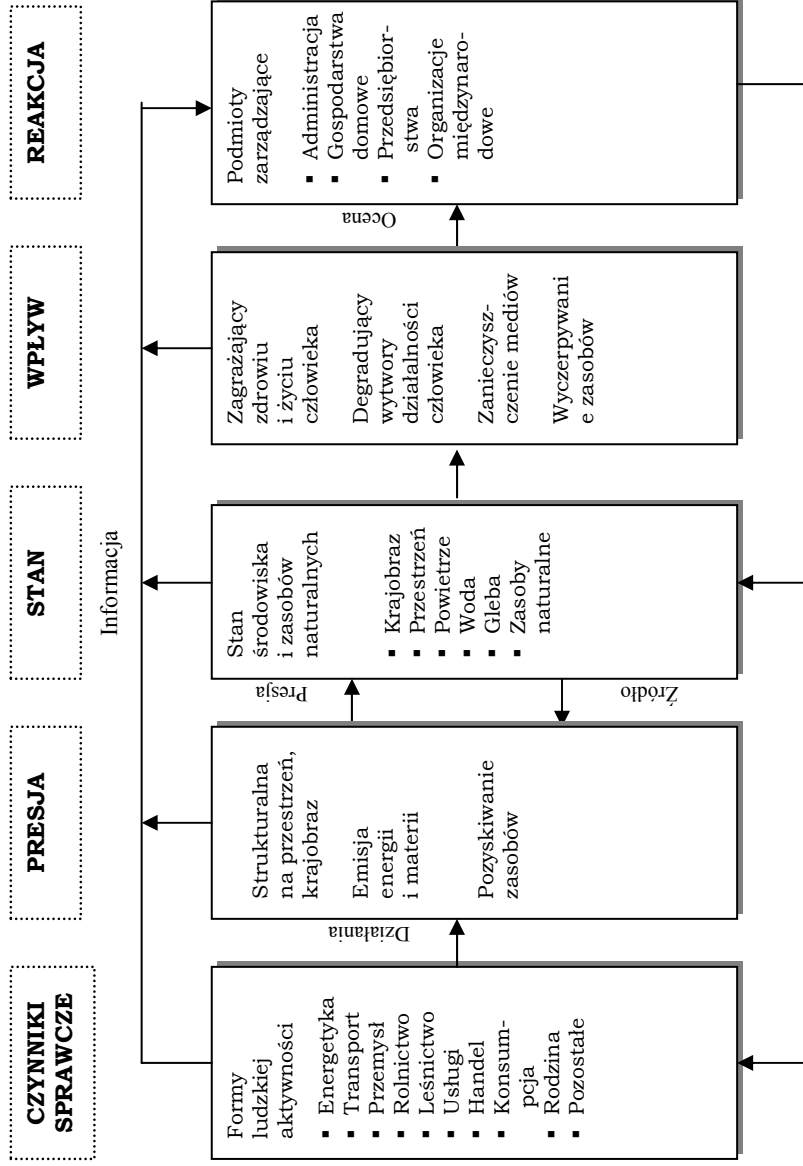 CZYNNIKI
SPRAWCZE
PRESJA
STAN
WPŁYW
REAKCJA
Informacja
Formy
ludzkiej
aktywności
▪ Energetyka
▪ Transport
▪ Przemysł
▪ Rolnictwo
▪ Leśnictwo
▪ Usługi
▪ Handel
▪ Konsum-
pcja
▪ Rodzina
▪ Pozostałe
Działania
Strukturalna
na przestrzeń,
krajobraz
Emisja
energii
i materii
Pozyskiwanie
zasobów
Presja
Źródło
Stan
środowiska
i zasobów
naturalnych
▪ Krajobraz
▪ Przestrzeń
▪ Powietrze
▪ Woda
▪ Gleba
▪ Zasoby
naturalne
Zagrażający
zdrowiu
i życiu
człowieka
Degradujący
wytwory
działalności
człowieka
Zanieczysz-
czenie mediów
Wyczerpywani
e zasobów
Ocena
Podmioty
zarządzające
▪ Administracja
▪ Gospodarstwa
domowe
▪ Przedsiębior-
stwa
▪ Organizacje
międzynaro-
dowe